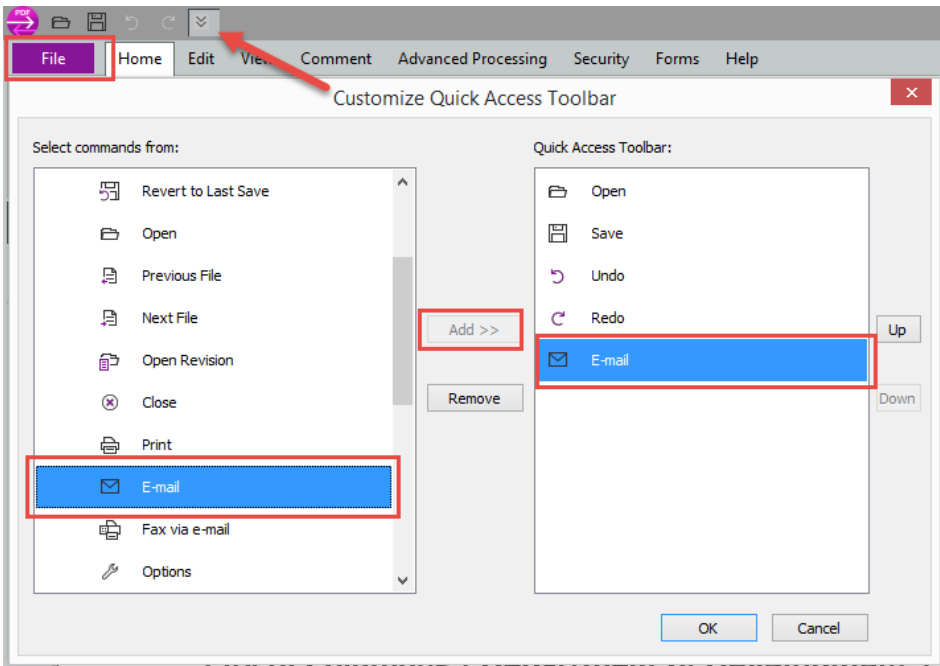 PDF
File Home Edit View Comment Advanced Processing Security Forms Help
Customize Quick Access Toolbar
Select commands from:
Revert to Last Save
Open
Previous File
Next File
Open Revision
Close
Print
E-mail
Fax via e-mail
Options
Add >>
Remove
Quick Access Toolbar:
Open
Save
Undo
Redo
E-mail
Up
Down
OK Cancel